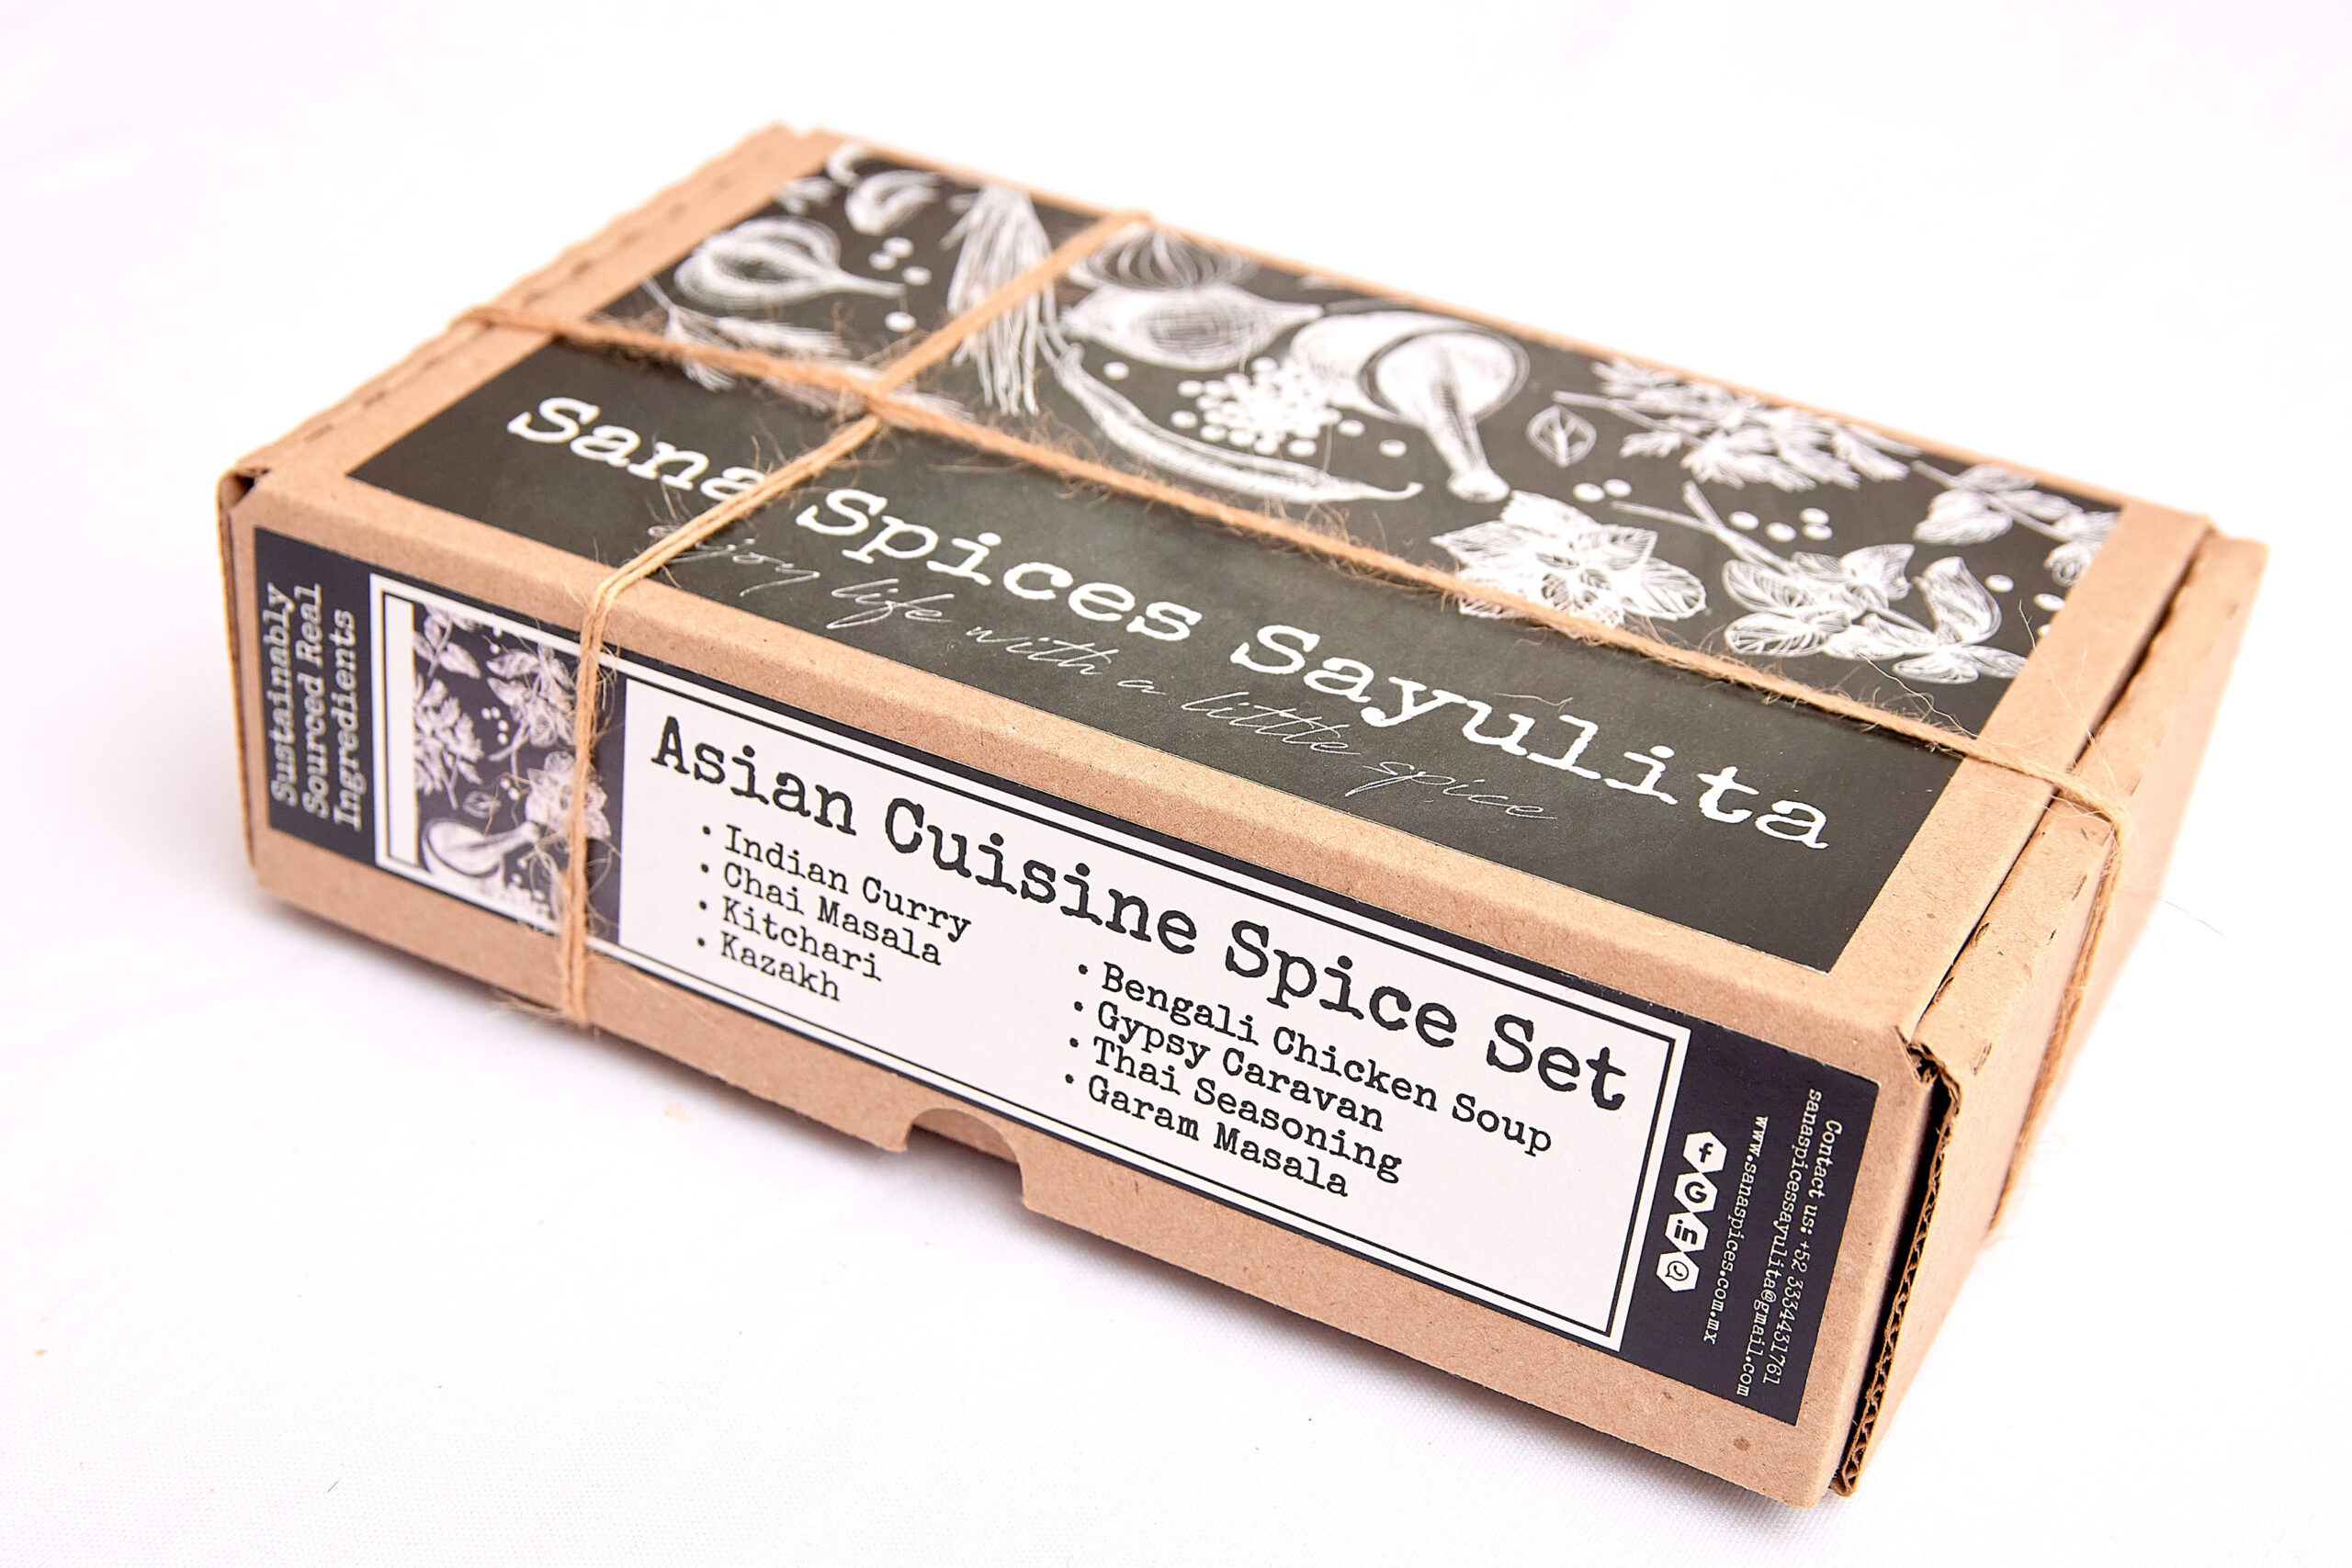 Sana Spices Sayulita
enjoy life with a little spice
Sustainably
Sourced Real
Ingredients
Asian Cuisine Spice Set
• Indian Curry
• Chai Masala
• Kitchari
• Kazakh
• Bengali Chicken Soup
• Gypsy Caravan
• Thai Seasoning
• Garam Masala
Contact us: +52 3334431761
sanaspicessayulita@gmail.com
www.sanaspices.com.mx